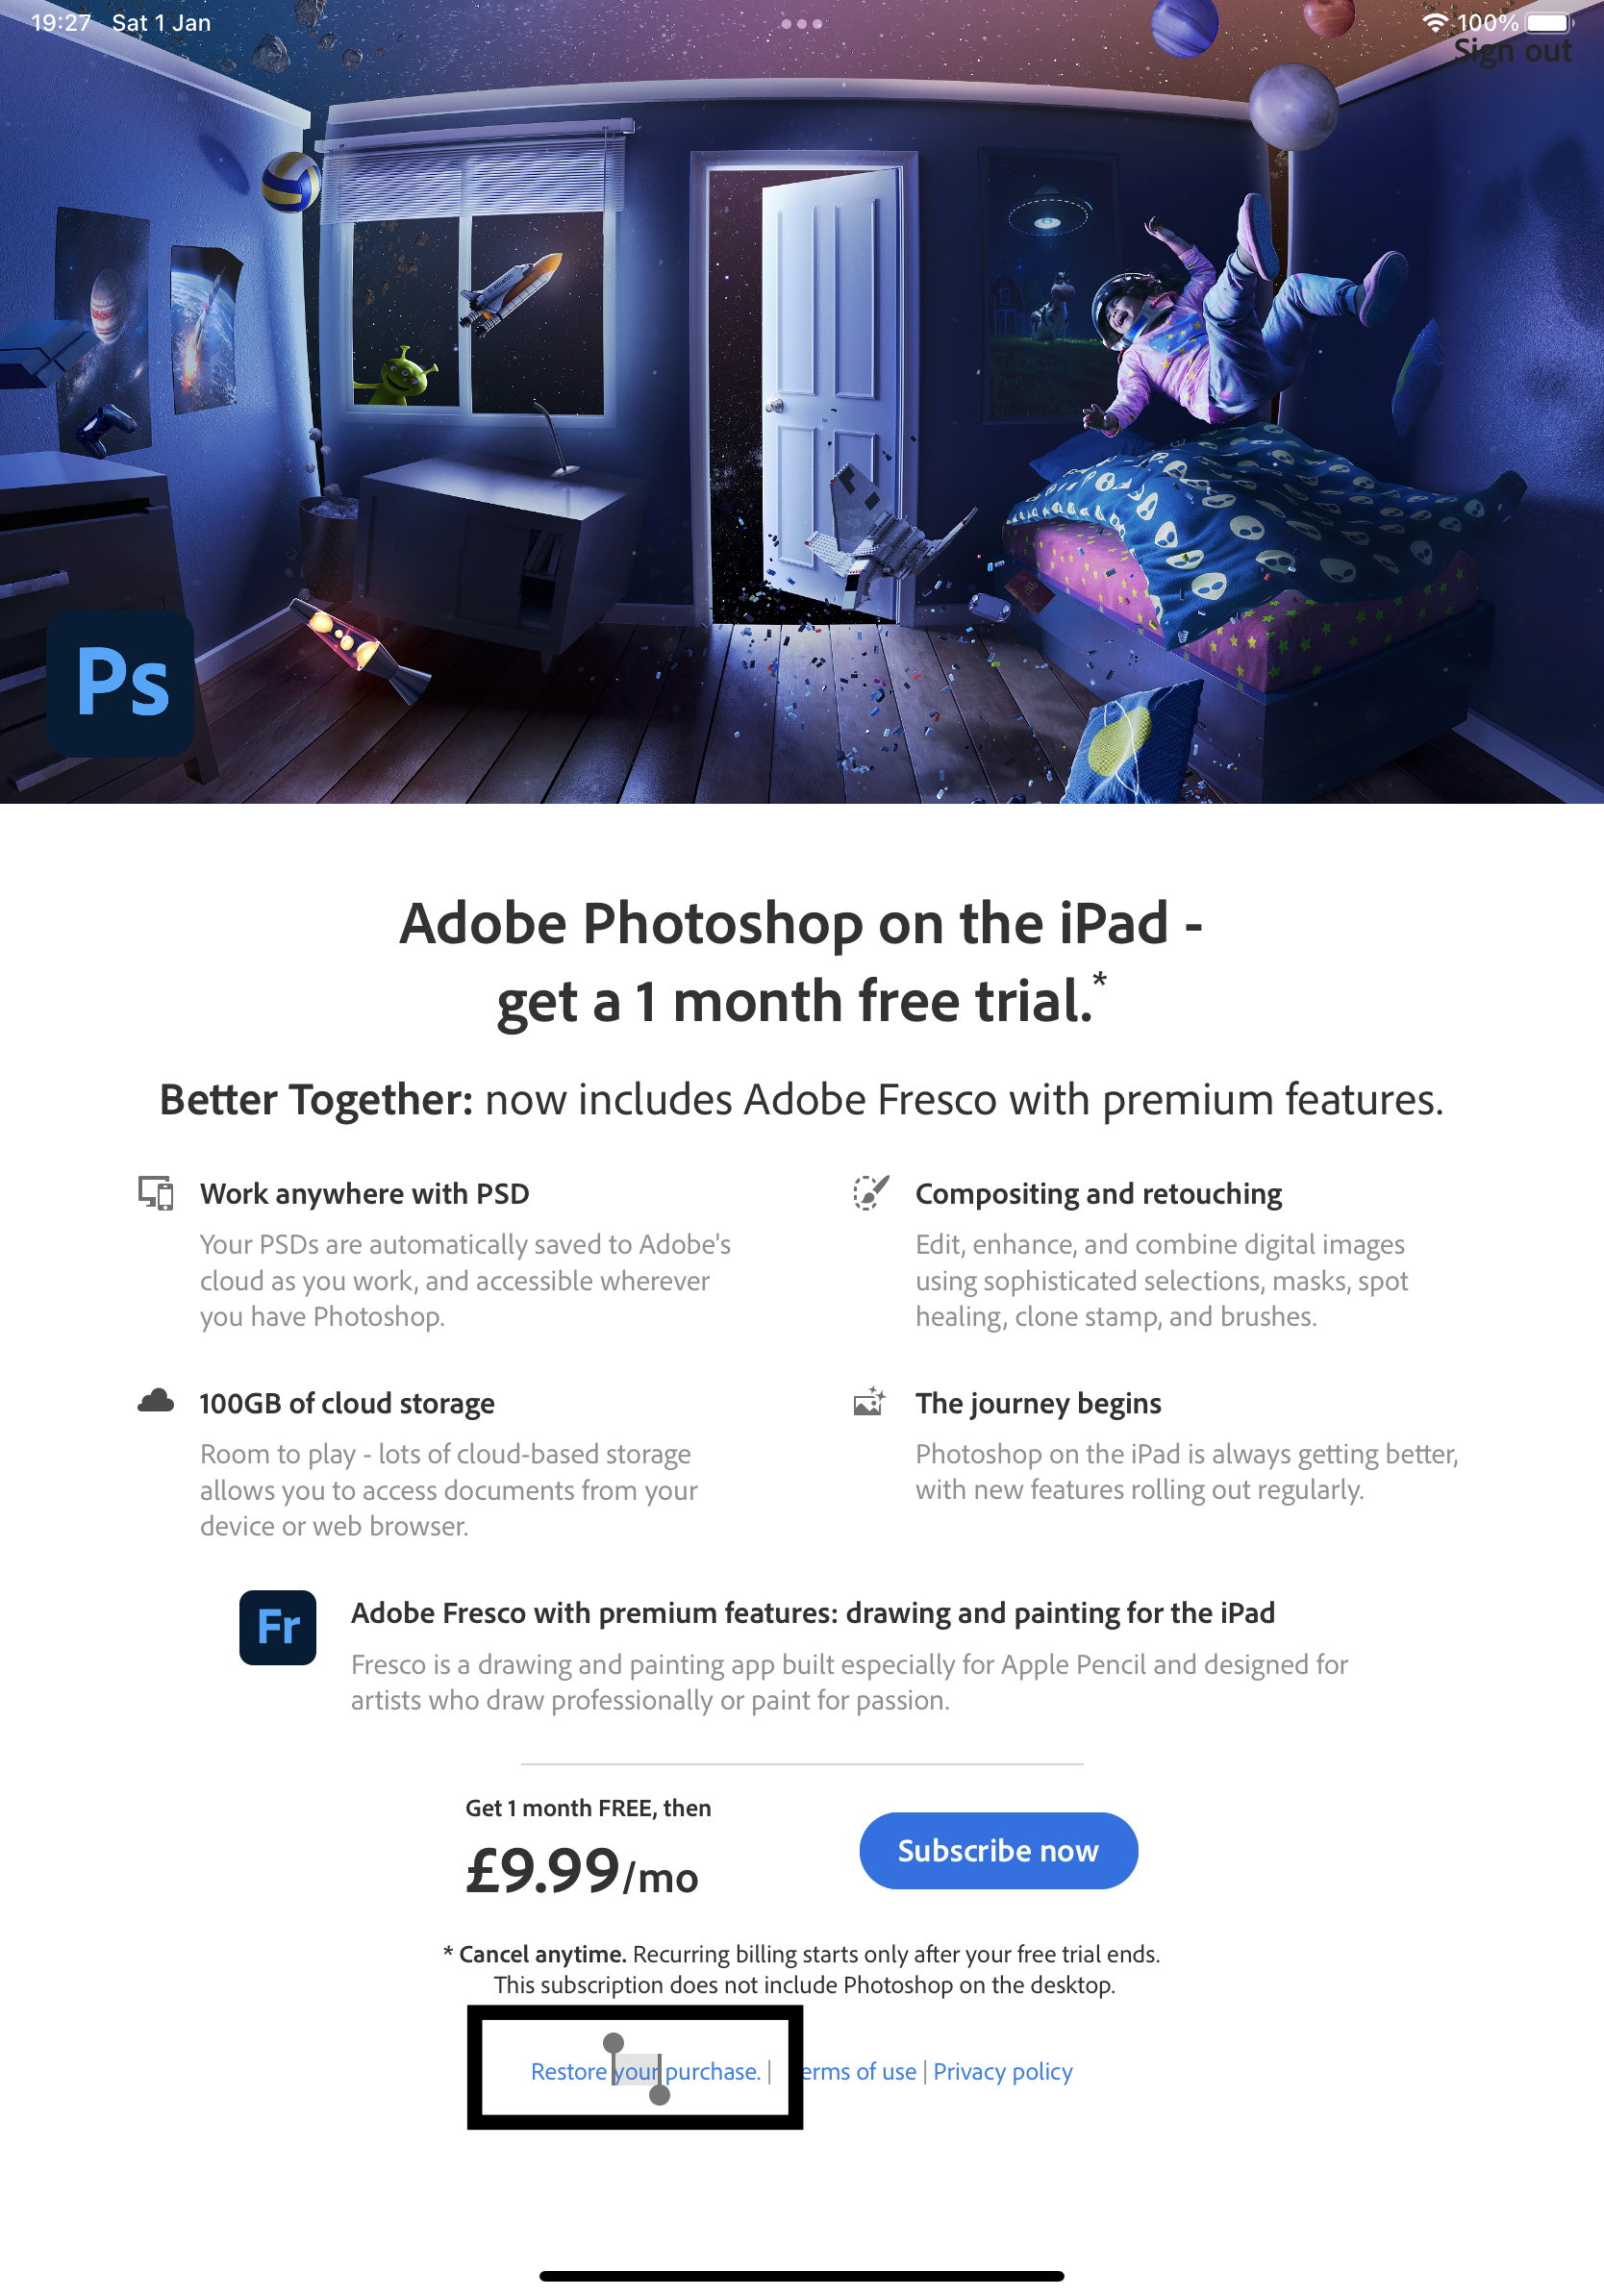 19:27 Sat 1 Jan
100%
Sign out
Ps
Adobe Photoshop on the iPad -
get a 1 month free trial.*
Better Together: now includes Adobe Fresco with premium features.
Work anywhere with PSD
Your PSDs are automatically saved to Adobe's
cloud as you work, and accessible wherever
you have Photoshop.
Compositing and retouching
Edit, enhance, and combine digital images
using sophisticated selections, masks, spot
healing, clone stamp, and brushes.
100GB of cloud storage
Room to play - lots of cloud-based storage
allows you to access documents from your
device or web browser.
The journey begins
Photoshop on the iPad is always getting better,
with new features rolling out regularly.
Fr
Adobe Fresco with premium features: drawing and painting for the iPad
Fresco is a drawing and painting app built especially for Apple Pencil and designed for
artists who draw professionally or paint for passion.
Get 1 month FREE, then
£9.99/mo
Subscribe now
* Cancel anytime. Recurring billing starts only after your free trial ends.
This subscription does not include Photoshop on the desktop.
Restore your purchase. | erms of use | Privacy policy